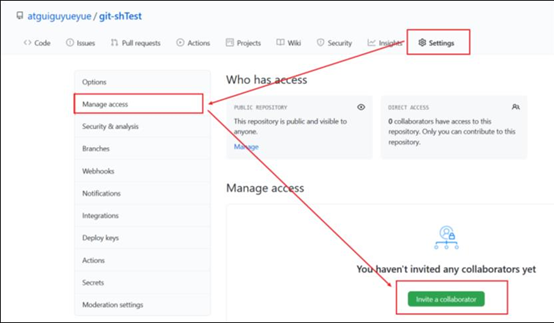 atguiguyueyue / git-shTest
Code Issues Pull requests Actions Projects Wiki Security Insights Settings
Options
Manage access
Security & analysis
Branches
Webhooks
Notifications
Integrations
Deploy keys
Actions
Secrets
Moderation settings
Who has access
PUBLIC REPOSITORY
This repository is public and visible to
anyone.
Manage
DIRECT ACCESS
0 collaborators have access to this
repository. Only you can contribute to this
repository.
Manage access
You haven't invited any collaborators yet
Invite a collaborator